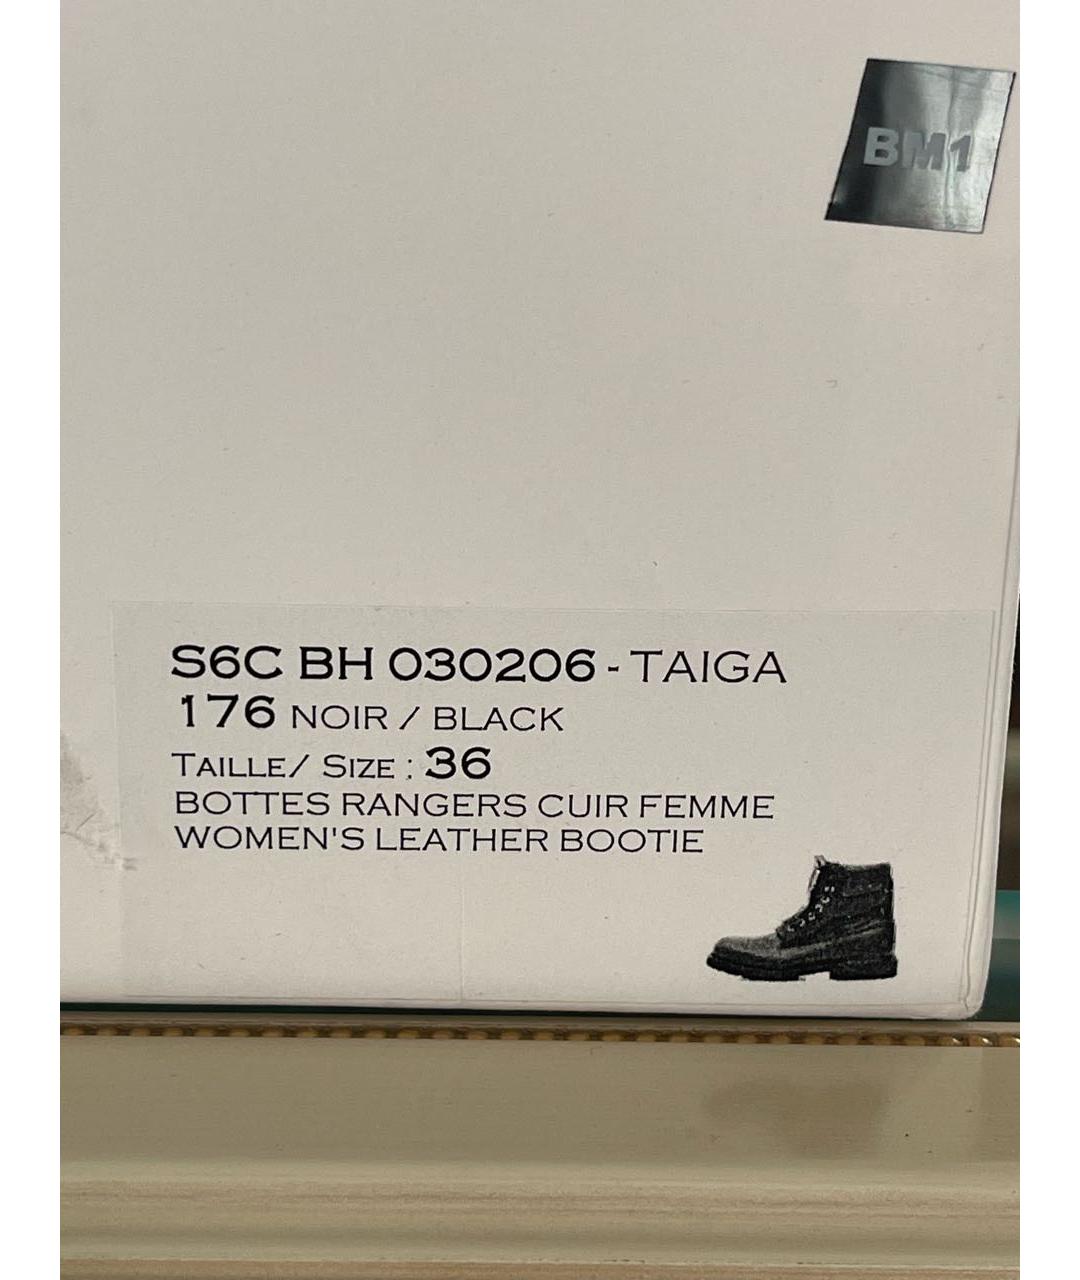 BM1
S6C BH 030206 - TAIGA
176 NOIR / BLACK
TAILLE/ SIZE : 36
BOTTES RANGERS CUIR FEMME
WOMEN'S LEATHER BOOTIE